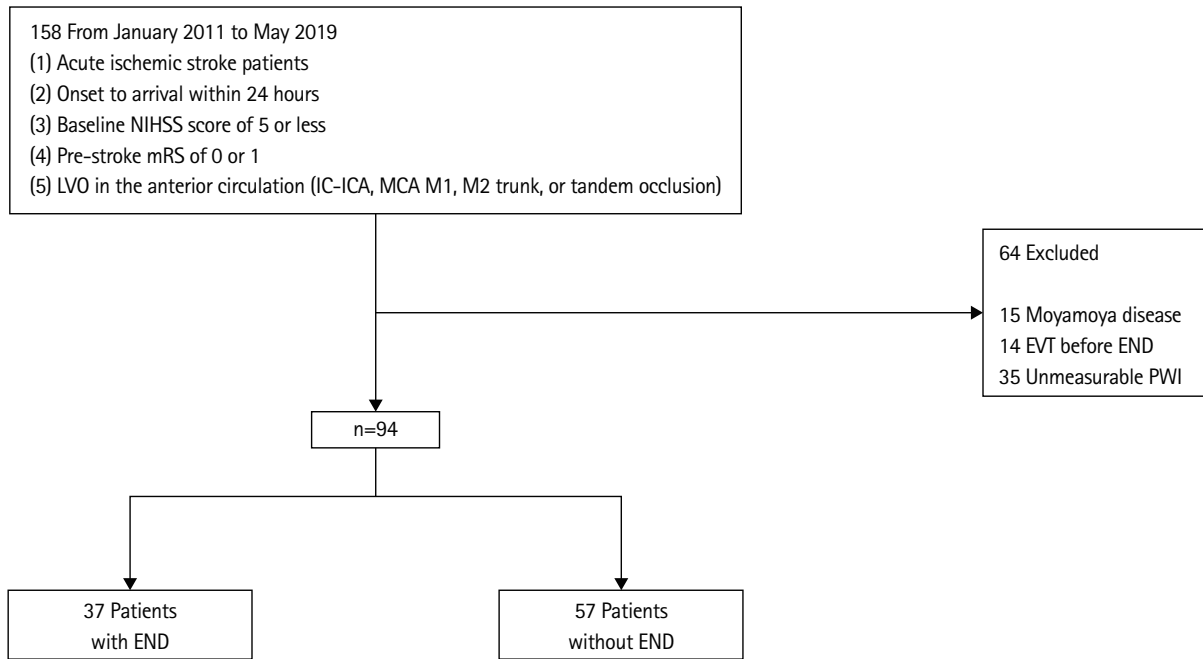 158 From January 2011 to May 2019
(1) Acute ischemic stroke patients
(2) Onset to arrival within 24 hours
(3) Baseline NIHSS score of 5 or less
(4) Pre-stroke mRS of 0 or 1
(5) LVO in the anterior circulation (IC-ICA, MCA M1, M2 trunk, or tandem occlusion)
64 Excluded
15 Moyamoya disease
14 EVT before END
35 Unmeasurable PWI
n=94
37 Patients
with END
57 Patients
without END